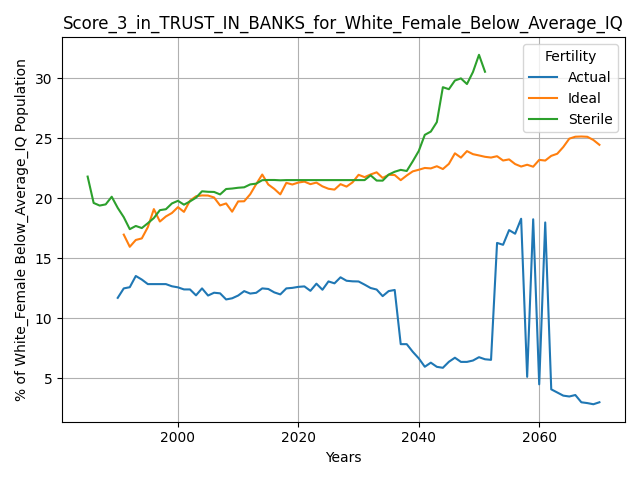 Score_3_in_TRUST_IN_BANKS_for_White_Female_Below_Average_IQ
% of White_Female Below_Average_IQ Population
30
25
20
15
10
5
Fertility
Actual
Ideal
Sterile
2000
2020
2040
2060
Years